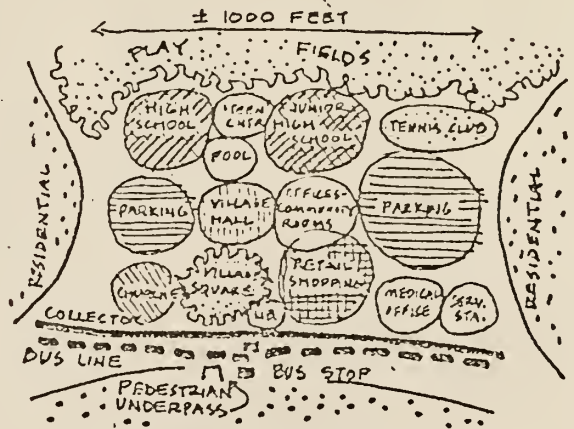 ± 1000 FEET
PLAY FIELDS
HIGH
SCHOOL
TEEN
CNTR.
JUNIOR
HIGH
SCHOOL
TENNIS CLUB
POOL
RESIDENTIAL
PARKING
VILLAGE
HALL
OFFICES-
COMMUNITY
ROOMS
PARKING
RESIDENTIAL
CHURCHES
VILLAGE
SQUARE
RETAIL
SHOPPING
MEDICAL
OFFICE
SERV.
STA.
COLLECTOR
BUS LINE
BUS STOP
PEDESTRIAN
UNDERPASS